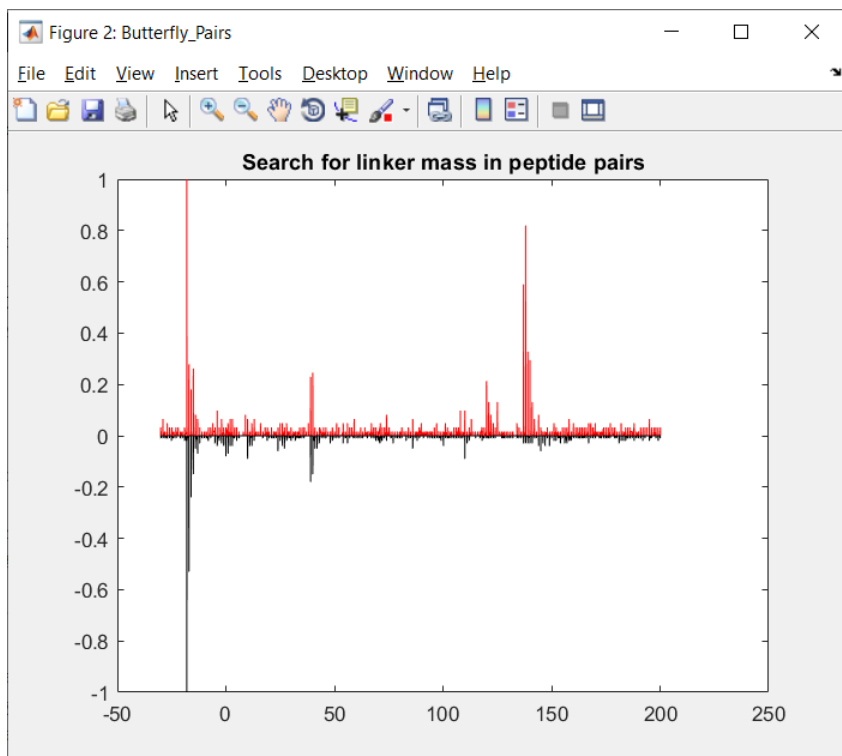 Figure 2: Butterfly_Pairs
File Edit View Insert Tools Desktop Window Help
Search for linker mass in peptide pairs
1
0.8
0.6
0.4
0.2
0
-0.2
-0.4
-0.6
-0.8
-1
-50 0 50 100 150 200 250